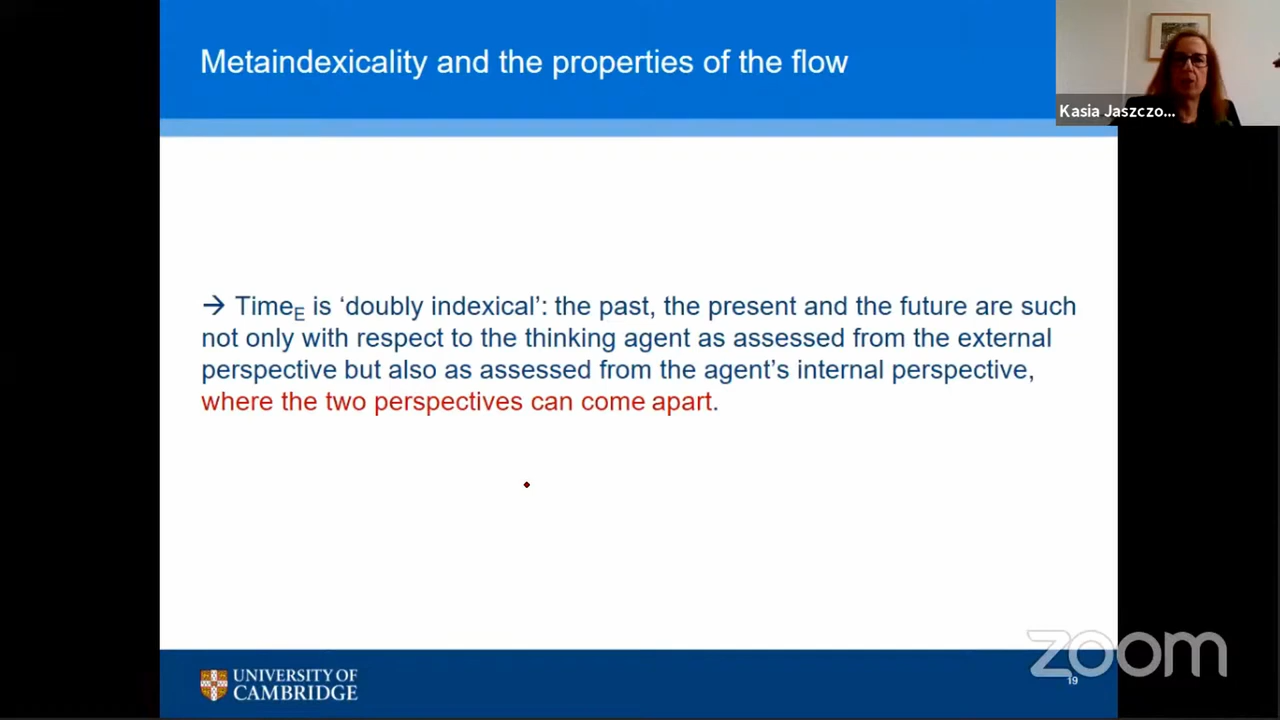 Metaindexicality and the properties of the flow
Kasia Jaszczo...
→ TimeE is ‘doubly indexical’: the past, the present and the future are such
not only with respect to the thinking agent as assessed from the external
perspective but also as assessed from the agent’s internal perspective,
where the two perspectives can come apart.
UNIVERSITY OF
CAMBRIDGE
zoom
19